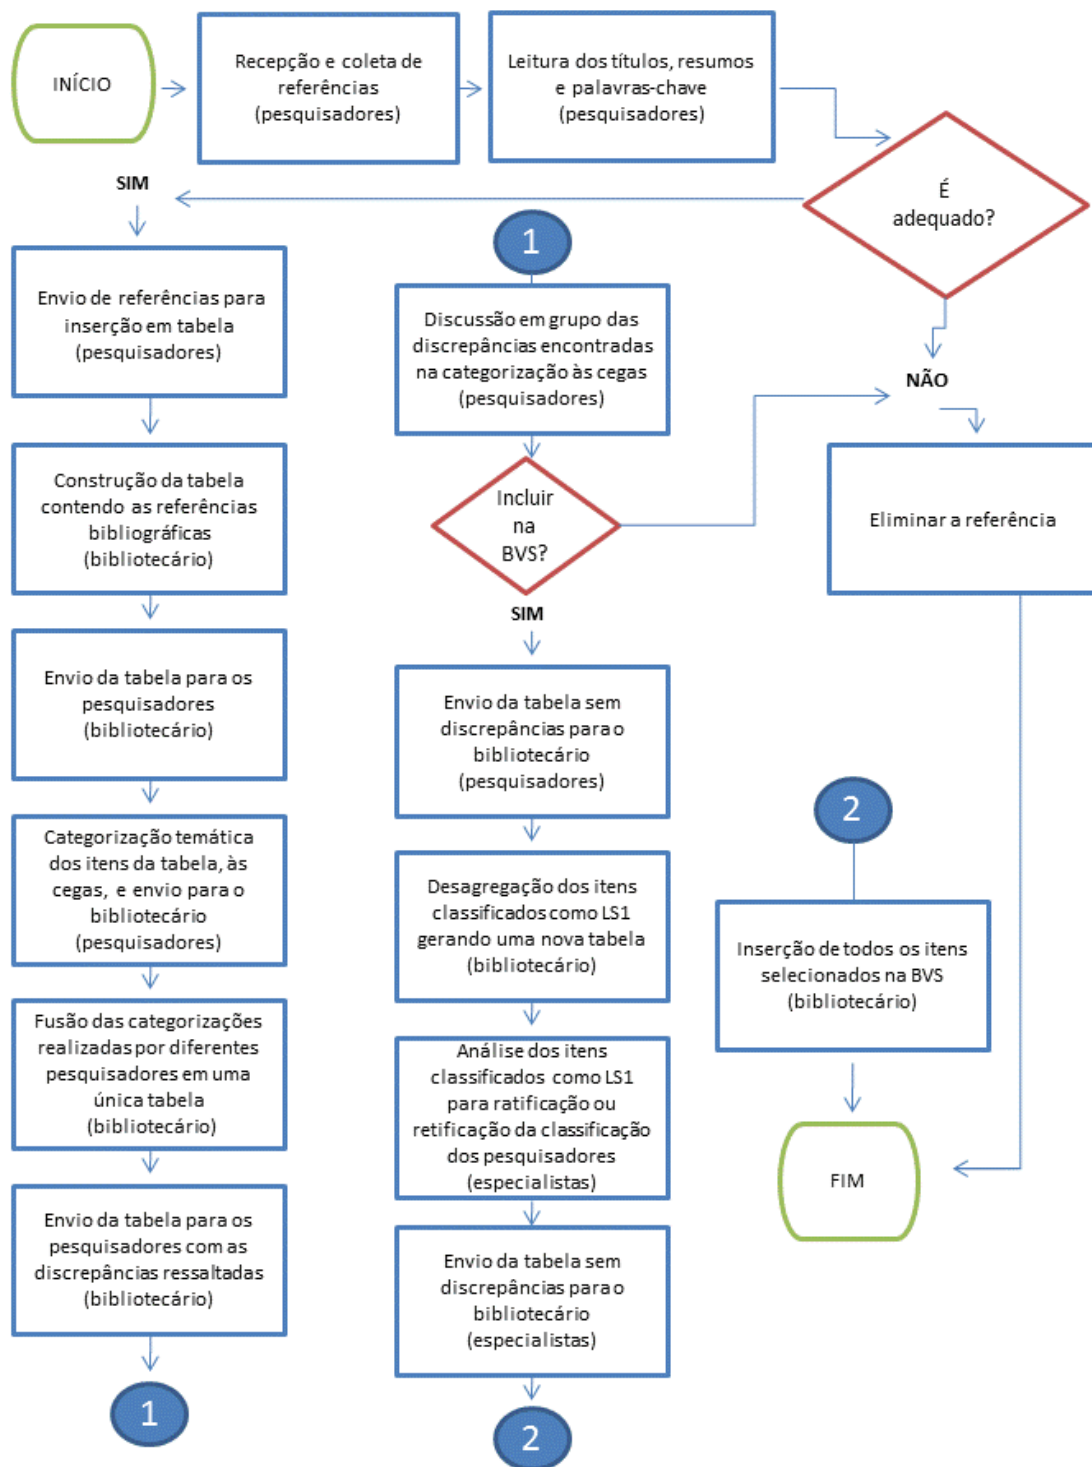 INÍCIO
Recepção e coleta de
referências
(pesquisadores)
Leitura dos títulos, resumos
e palavras-chave
(pesquisadores)
É
adequado?
SIM
Envio de referências para
inserção em tabela
(pesquisadores)
Construção da tabela
contendo as referências
bibliográficas
(bibliotecário)
Envio da tabela para os
pesquisadores
(bibliotecário)
Categorização temática
dos itens da tabela, às
cegas, e envio para o
bibliotecário
(pesquisadores)
Fusão das categorizações
realizadas por diferentes
pesquisadores em uma
única tabela
(bibliotecário)
Envio da tabela para os
pesquisadores com as
discrepâncias ressaltadas
(bibliotecário)
1
1
Discussão em grupo das
discrepâncias encontradas
na categorização às cegas
(pesquisadores)
Incluir
na
BVS?
SIM
Envio da tabela sem
discrepâncias para o
bibliotecário
(pesquisadores)
Desagregação dos itens
classificados como LS1
gerando uma nova tabela
(bibliotecário)
Análise dos itens
classificados como LS1
para ratificação ou
retificação da classificação
dos pesquisadores
(especialistas)
Envio da tabela sem
discrepâncias para o
bibliotecário
(especialistas)
2
NÃO
Eliminar a referência
2
Inserção de todos os itens
selecionados na BVS
(bibliotecário)
FIM